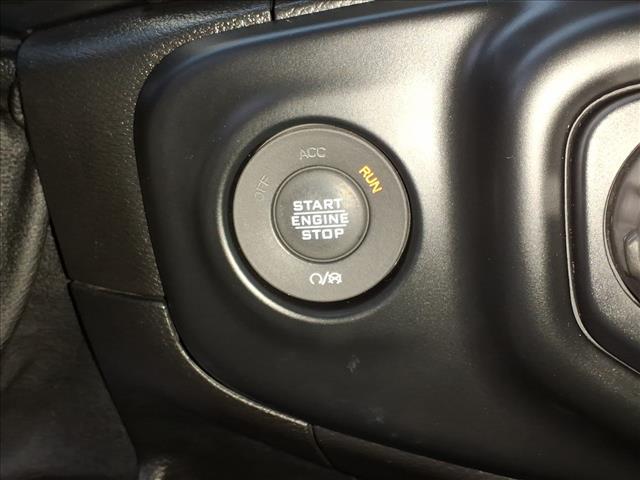 OFF ACC RUN
START
ENGINE
STOP